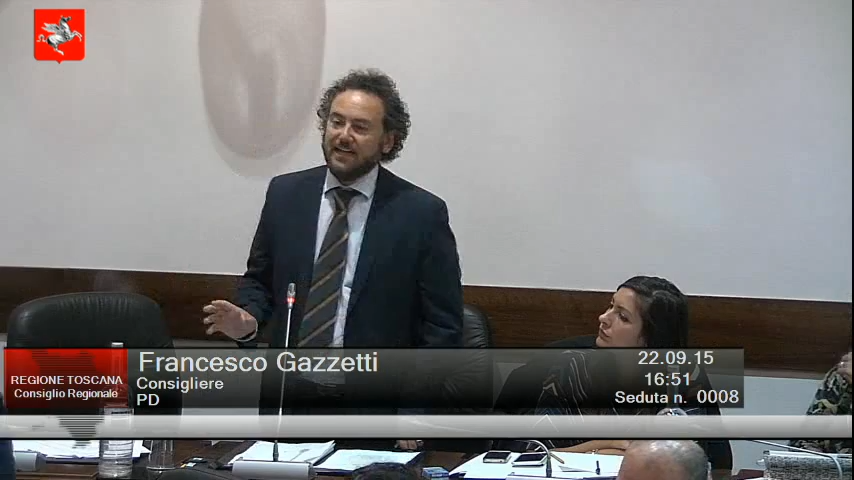 Francesco Gazzetti
Consigliere
PD
REGIONE TOSCANA
Consiglio Regionale
22.09.15
16:51
Seduta n. 0008